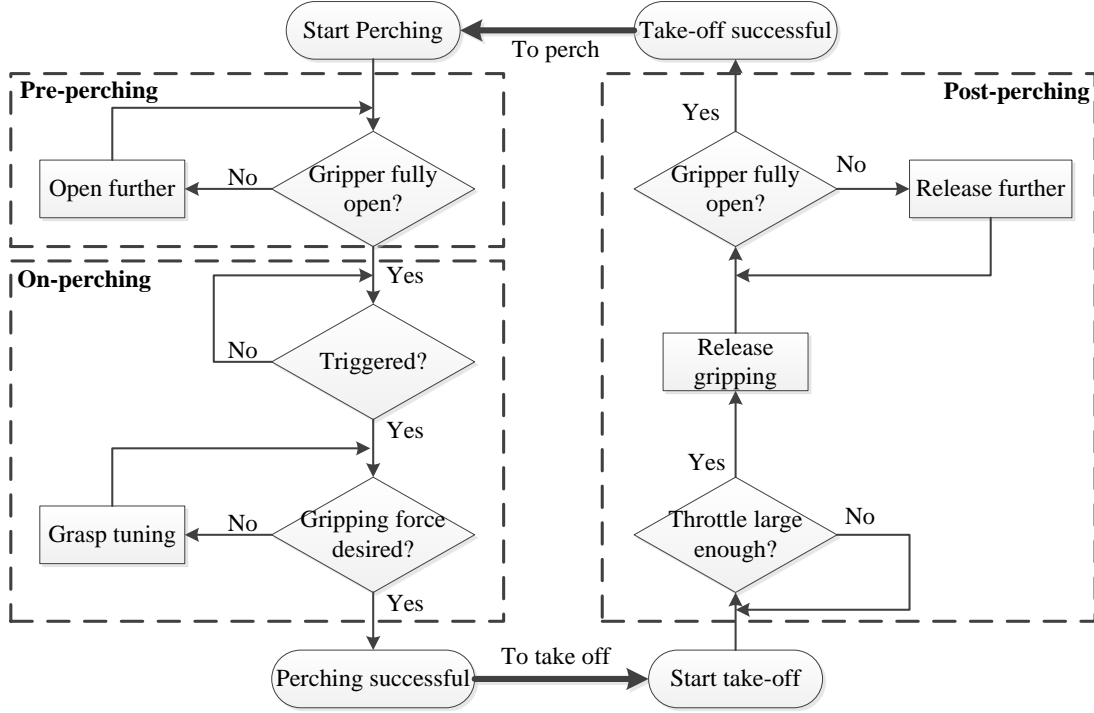 Start Perching
To perch
Take-off successful
Pre-perching
Open further
No
Gripper fully
open?
Yes
On-perching
No
Triggered?
Yes
Grasp tuning
No
Gripping force
desired?
Yes
Perching successful
To take off
Start take-off
Post-perching
Yes
Gripper fully
open?
No
Release further
Release
gripping
Yes
Throttle large
enough?
No